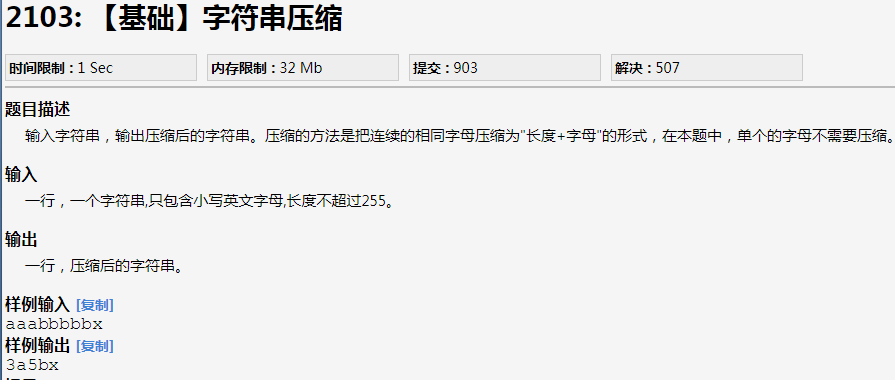 2103: 【基础】字符串压缩
时间限制 : 1 Sec 内存限制 : 32 Mb 提交 : 903 解决 : 507
题目描述
输入字符串，输出压缩后的字符串。压缩的方法是把连续的相同字母压缩为"长度+字母"的形式，在本题中，单个的字母不需要压缩。
输入
一行，一个字符串,只包含小写英文字母,长度不超过255。
输出
一行，压缩后的字符串。
样例输入 [复制]
aaabbbbbx
样例输出 [复制]
3a5bx